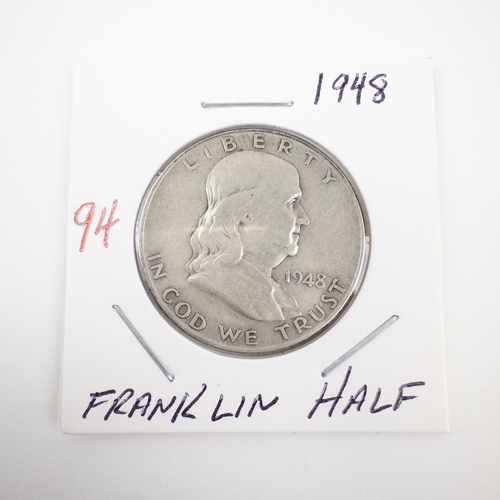 1948
LIBERTY
94
1948
IN GOD WE TRUST
FRANKLIN HALF